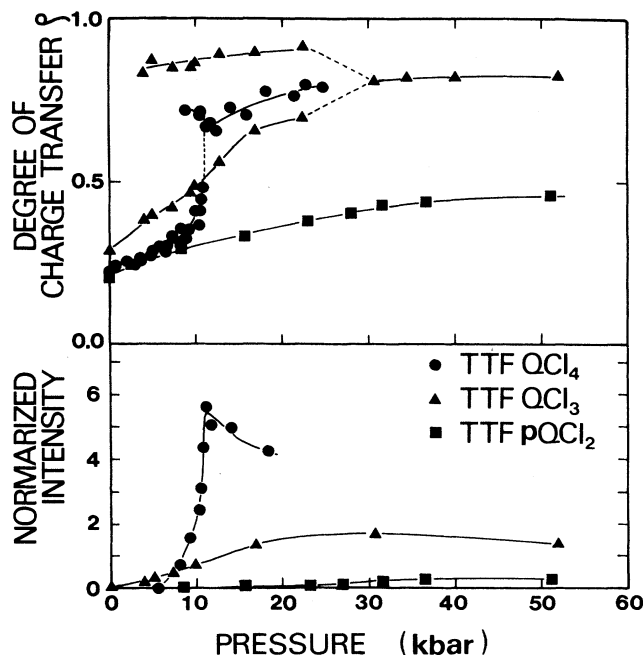 DEGREE OF
CHARGE TRANSFER ρ
1.0
0.5
0.0
NORMARIZED
INTENSITY
6
4
2
0
TTF QCl₄
TTF QCl₃
TTF pQCl₂
0 10 20 30 40 50 60
PRESSURE (kbar)